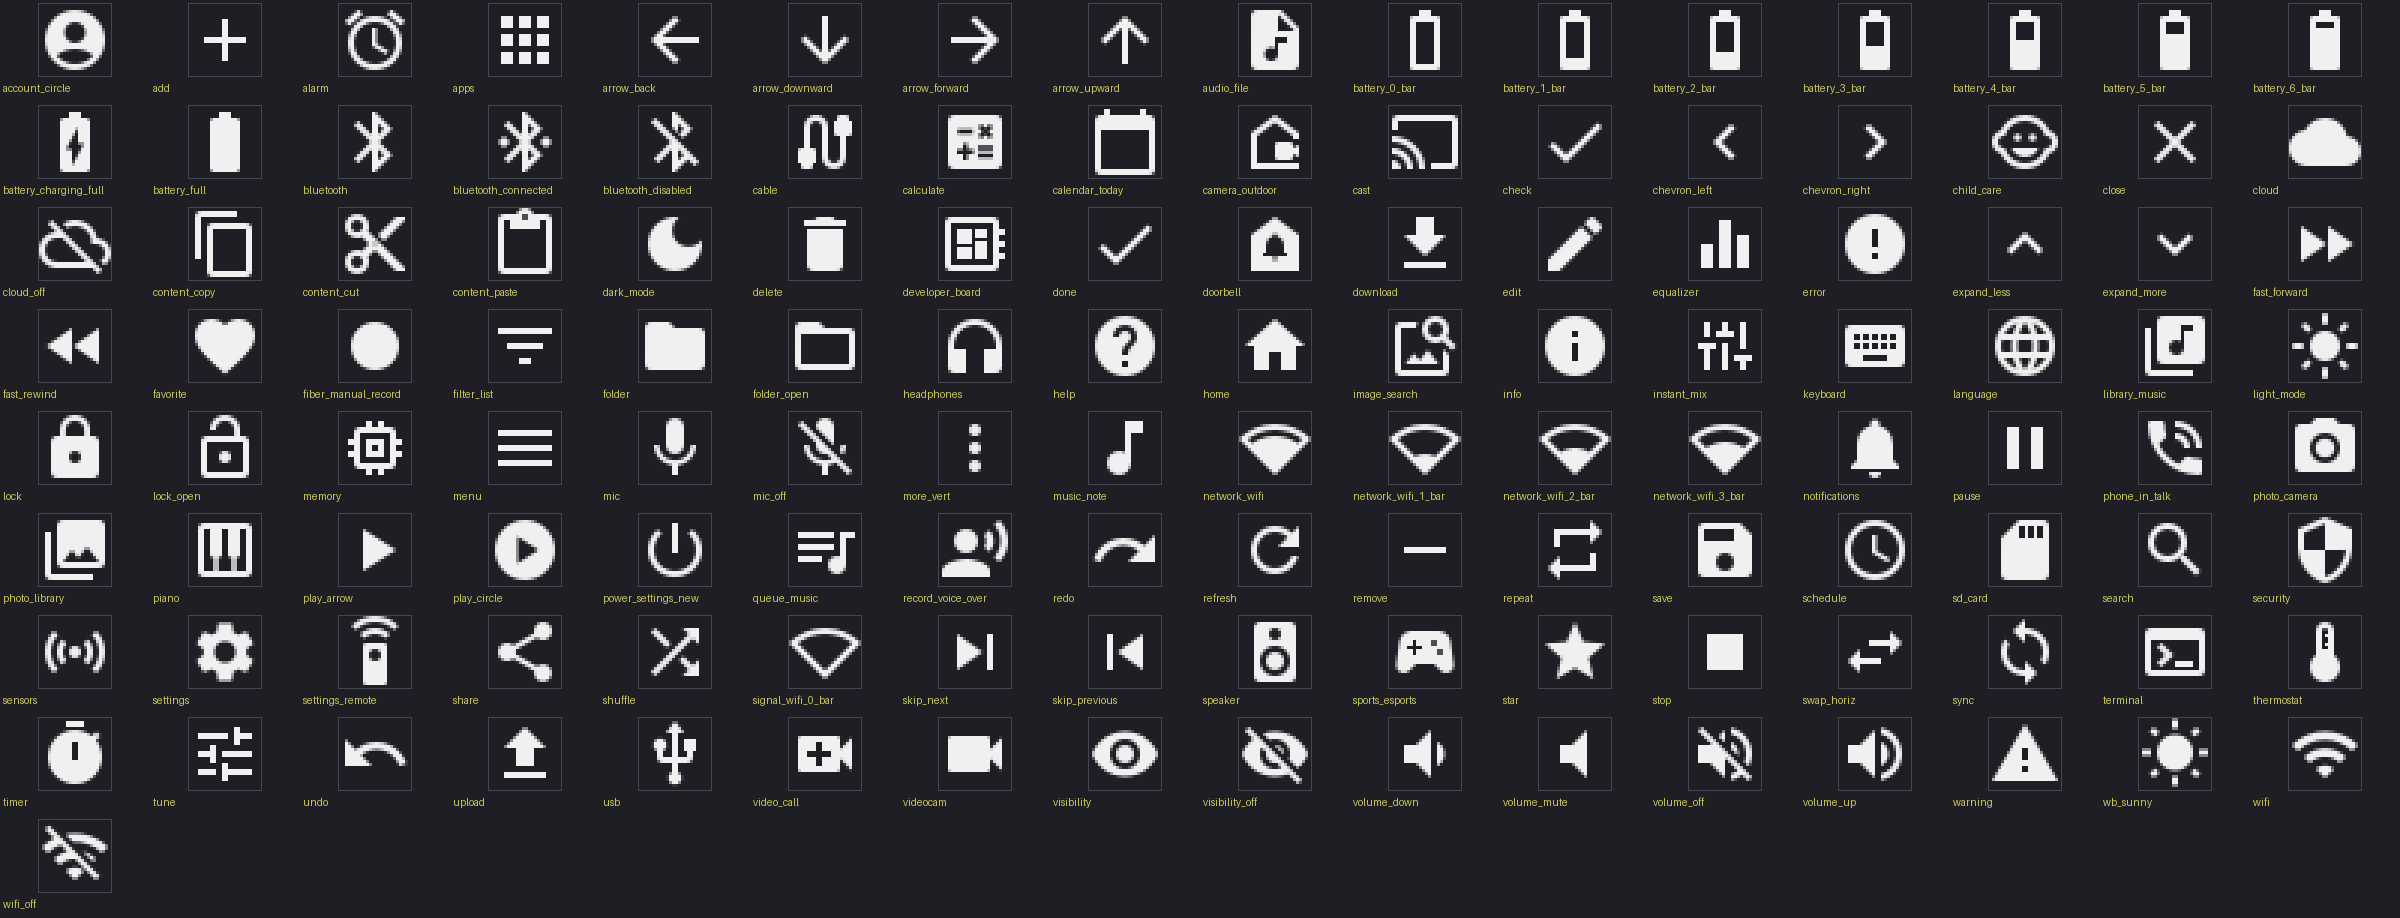 account_circle add alarm apps arrow_back arrow_downward arrow_forward arrow_upward audio_file battery_0_bar battery_1_bar battery_2_bar battery_3_bar battery_4_bar battery_5_bar battery_6_bar
battery_charging_full battery_full bluetooth bluetooth_connected bluetooth_disabled cable calculate calendar_today camera_outdoor cast check chevron_left chevron_right child_care close cloud
cloud_off content_copy content_cut content_paste dark_mode delete developer_board done doorbell download edit equalizer error expand_less expand_more fast_forward
fast_rewind favorite fiber_manual_record filter_list folder folder_open headphones help home image_search info instant_mix keyboard language library_music light_mode
lock lock_open memory menu mic mic_off more_vert music_note network_wifi network_wifi_1_bar network_wifi_2_bar network_wifi_3_bar notifications pause phone_in_talk photo_camera
photo_library piano play_arrow play_circle power_settings_new queue_music record_voice_over redo refresh remove repeat save schedule sd_card search security
sensors settings settings_remote share shuffle signal_wifi_0_bar skip_next skip_previous speaker sports_esports star stop swap_horiz sync terminal thermostat
timer tune undo upload usb video_call videocam visibility visibility_off volume_down volume_mute volume_off volume_up warning wb_sunny wifi
wifi_off